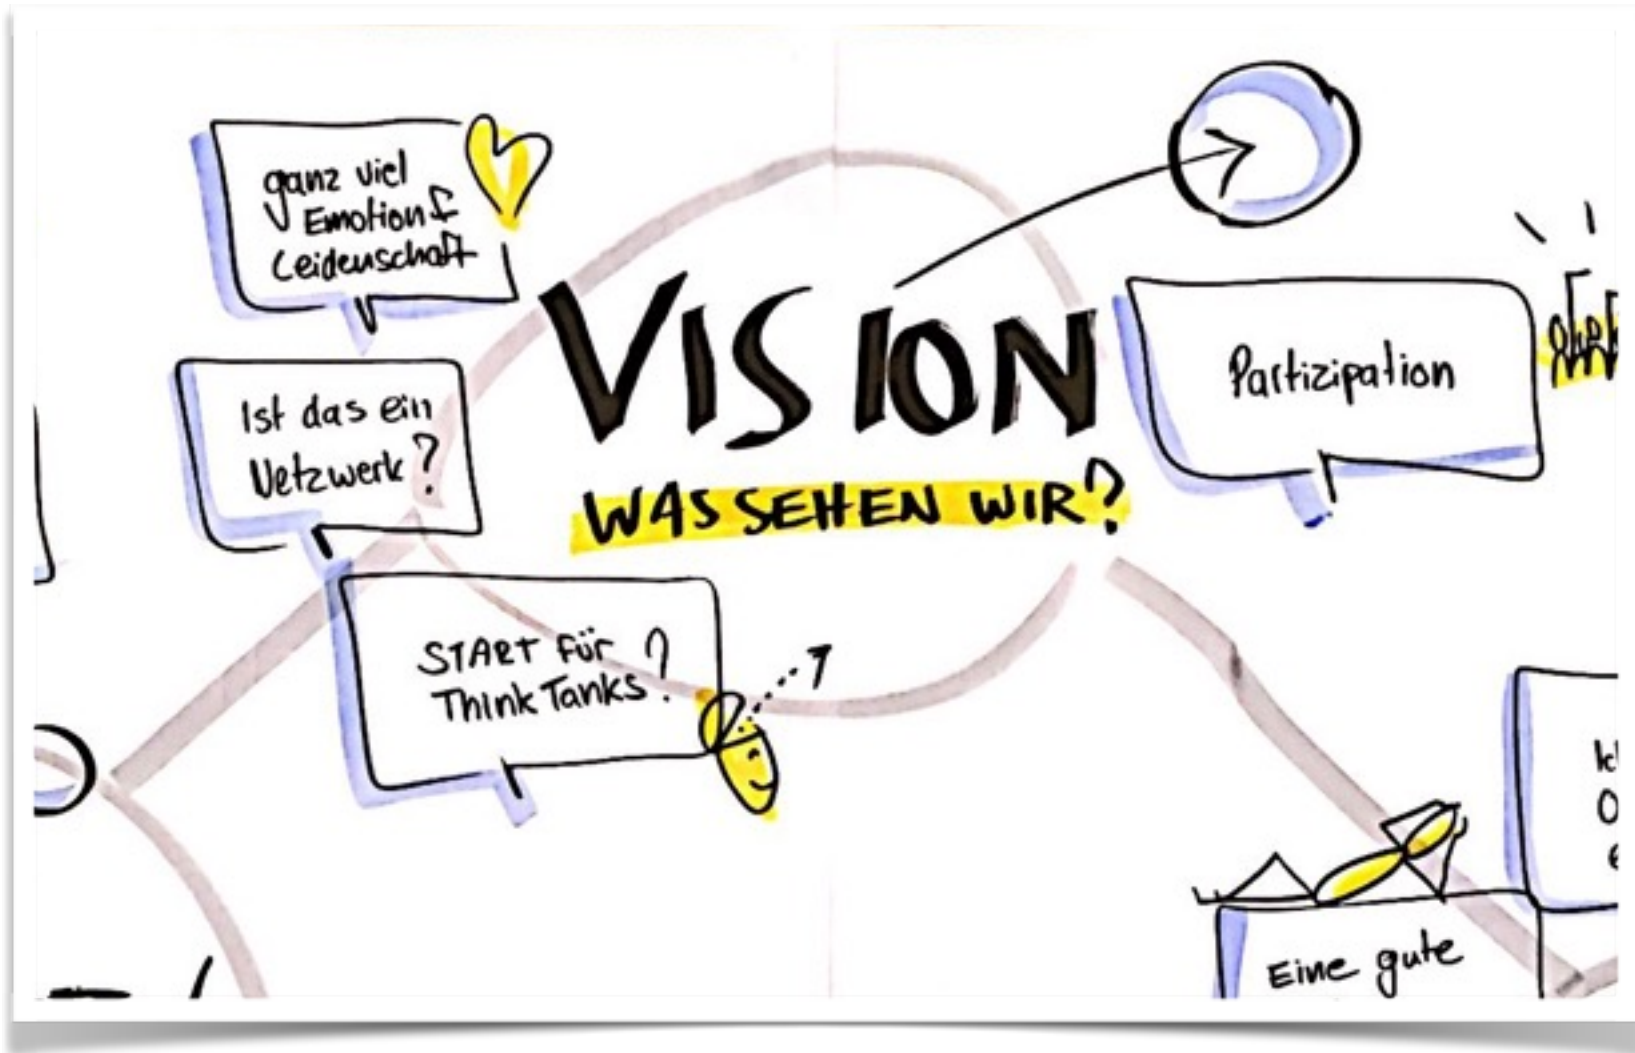 ganz viel
Emotion &
Leidenschaft
VISION
Ist das ein
Netzwerk?
WAS SEHEN WIR?
Partizipation
START für
Think Tanks?
Eine gute